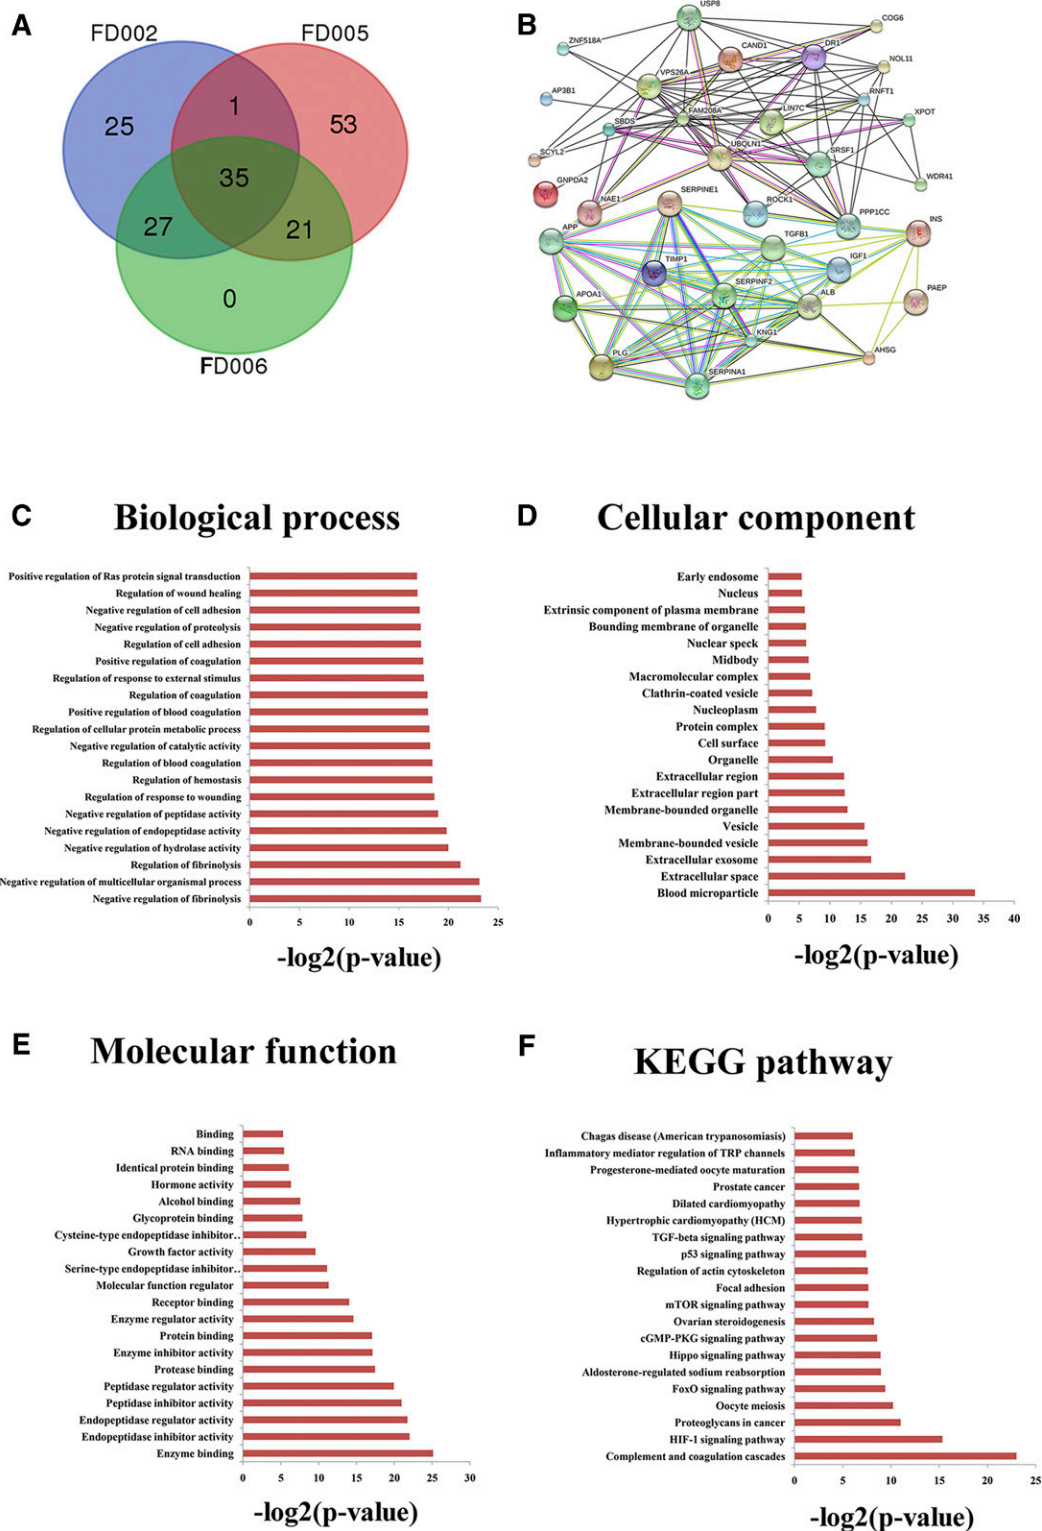 A
FD002
FD005
1
25
53
35
27
21
0
FD006
B
USP8
COG6
ZNF518A
CAND1
DR1
NOL11
VPS26A
AP3B1
RNFT1
FAM208A
LIN7C
XPOT
SBDS
UBQLN1
SRSF1
SCYL2
WDR41
GNPDA2
NAE1
SERPINE1
ROCK1
PPP1CC
INS
APP
TGFB1
TIMP1
IGF1
SERPINF2
APOA1
ALB
PAEP
KNG1
PLG
AHSG
SERPINA1
C
Biological process
Positive regulation of Ras protein signal transduction
Regulation of wound healing
Negative regulation of cell adhesion
Negative regulation of proteolysis
Regulation of cell adhesion
Positive regulation of coagulation
Regulation of response to external stimulus
Regulation of coagulation
Positive regulation of blood coagulation
Regulation of cellular protein metabolic process
Negative regulation of catalytic activity
Regulation of blood coagulation
Regulation of hemostasis
Regulation of response to wounding
Negative regulation of peptidase activity
Negative regulation of endopeptidase activity
Negative regulation of hydrolase activity
Regulation of fibrinolysis
Negative regulation of multicellular organismal process
Negative regulation of fibrinolysis
0 5 10 15 20 25
-log2(p-value)
D
Cellular component
Early endosome
Nucleus
Extrinsic component of plasma membrane
Bounding membrane of organelle
Nuclear speck
Midbody
Macromolecular complex
Clathrin-coated vesicle
Nucleoplasm
Protein complex
Cell surface
Organelle
Extracellular region
Extracellular region part
Membrane-bounded organelle
Vesicle
Membrane-bounded vesicle
Extracellular exosome
Extracellular space
Blood microparticle
0 5 10 15 20 25 30 35 40
-log2(p-value)
E
Molecular function
Binding
RNA binding
Identical protein binding
Hormone activity
Alcohol binding
Glycoprotein binding
Cysteine-type endopeptidase inhibitor..
Growth factor activity
Serine-type endopeptidase inhibitor..
Molecular function regulator
Receptor binding
Enzyme regulator activity
Protein binding
Enzyme inhibitor activity
Protease binding
Peptidase regulator activity
Peptidase inhibitor activity
Endopeptidase regulator activity
Endopeptidase inhibitor activity
Enzyme binding
0 5 10 15 20 25 30
-log2(p-value)
F
KEGG pathway
Chagas disease (American trypanosomiasis)
Inflammatory mediator regulation of TRP channels
Progesterone-mediated oocyte maturation
Prostate cancer
Dilated cardiomyopathy
Hypertrophic cardiomyopathy (HCM)
TGF-beta signaling pathway
p53 signaling pathway
Regulation of actin cytoskeleton
Focal adhesion
mTOR signaling pathway
Ovarian steroidogenesis
cGMP-PKG signaling pathway
Hippo signaling pathway
Aldosterone-regulated sodium reabsorption
FoxO signaling pathway
Oocyte meiosis
Proteoglycans in cancer
HIF-1 signaling pathway
Complement and coagulation cascades
0 5 10 15 20 25
-log2(p-value)